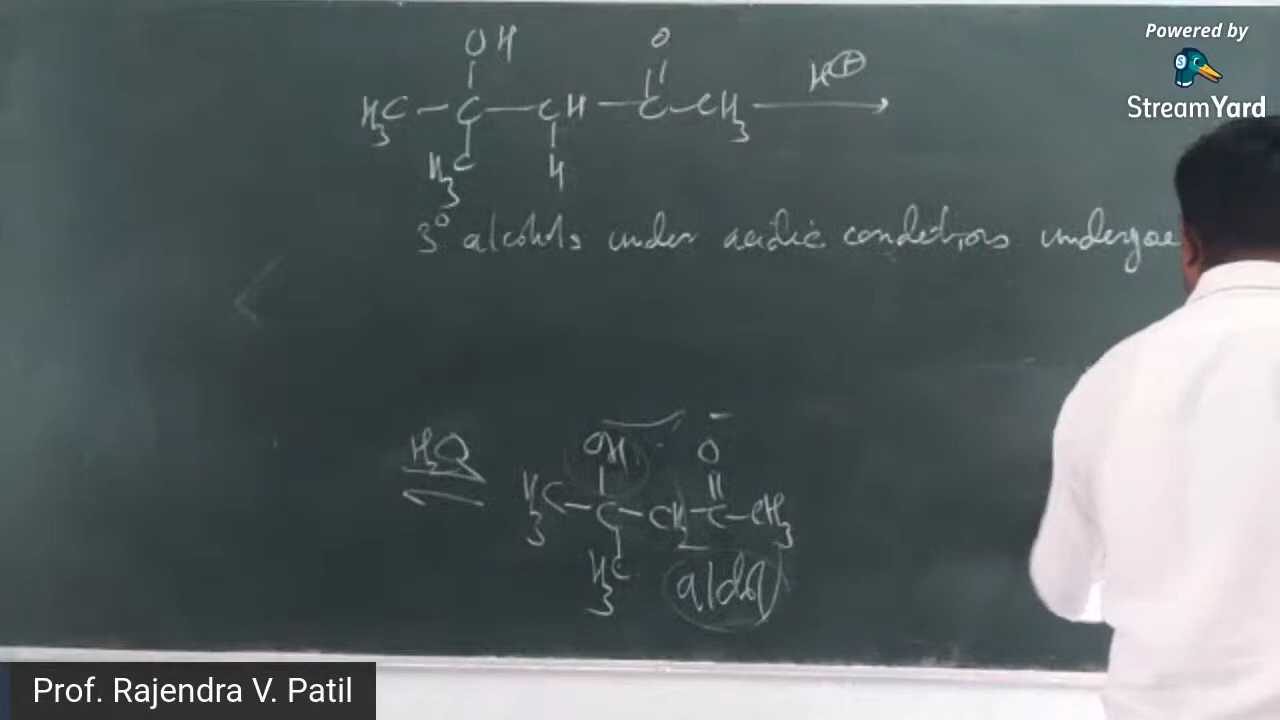 Powered by
StreamYard
OH O
H3C - C - CH - C - CH3 H⊕
H3C H
3° alcohols under acidic conditions undergoe
H2O OH O
H3C - C - CH2 - C - CH3
H3C aldol
Prof. Rajendra V. Patil